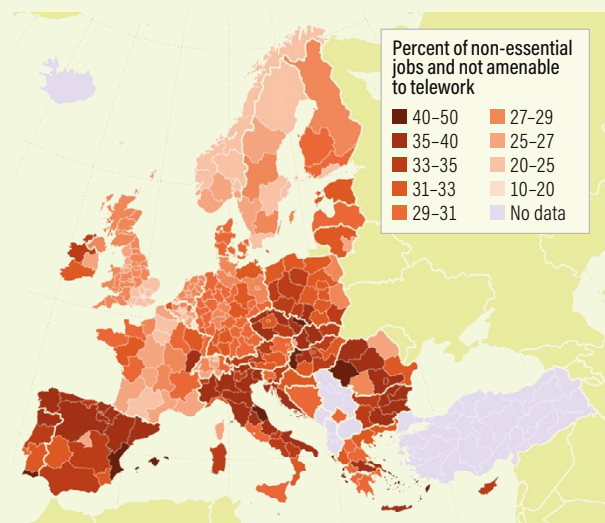 Percent of non-essential
jobs and not amenable
to telework
40–50
35–40
33–35
31–33
29–31
27–29
25–27
20–25
10–20
No data